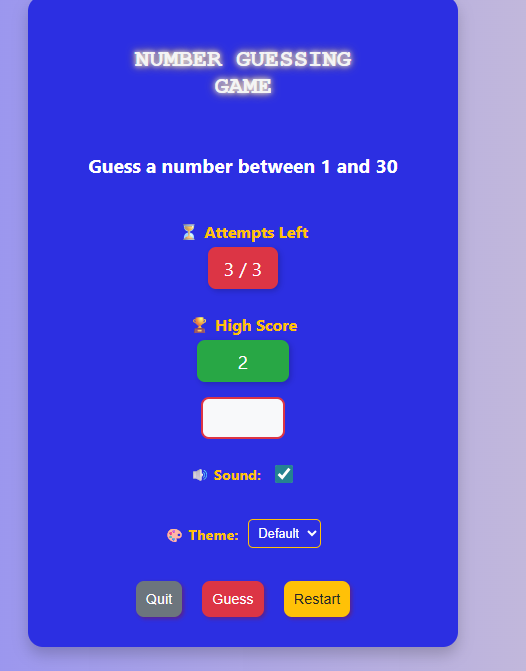 NUMBER GUESSING
GAME
Guess a number between 1 and 30
⏳ Attempts Left
3 / 3
🏆 High Score
2
🔊 Sound:
🎨 Theme: Default
Quit Guess Restart